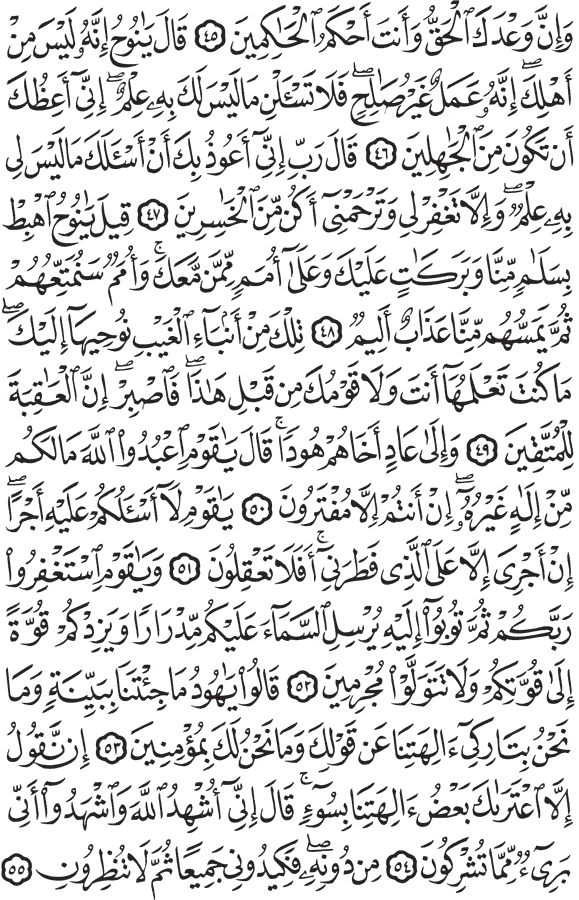 وَإِنَّ وَعْدَكَ ٱلْحَقُّ وَأَنتَ أَحْكَمُ ٱلْحَٰكِمِينَ ٤٥ قَالَ يَٰنُوحُ إِنَّهُۥ لَيْسَ مِنْ
أَهْلِكَ ۖ إِنَّهُۥ عَمَلٌ غَيْرُ صَٰلِحٍ ۖ فَلَا تَسْـَٔلْنِ مَا لَيْسَ لَكَ بِهِۦ عِلْمٌ ۖ إِنِّىٓ أَعِظُكَ
أَن تَكُونَ مِنَ ٱلْجَٰهِلِينَ ٤٦ قَالَ رَبِّ إِنِّىٓ أَعُوذُ بِكَ أَنْ أَسْـَٔلَكَ مَا لَيْسَ لِى
بِهِۦ عِلْمٌ ۖ وَإِلَّا تَغْفِرْ لِى وَتَرْحَمْنِىٓ أَكُن مِّنَ ٱلْخَٰسِرِينَ ٤٧ قِيلَ يَٰنُوحُ ٱهْبِطْ
بِسَلَٰمٍ مِّنَّا وَبَرَكَٰتٍ عَلَيْكَ وَعَلَىٰٓ أُمَمٍ مِّمَّن مَّعَكَ ۚ وَأُمَمٌ سَنُمَتِّعُهُمْ
ثُمَّ يَمَسُّهُم مِّنَّا عَذَابٌ أَلِيمٌ ٤٨ تِلْكَ مِنْ أَنۢبَآءِ ٱلْغَيْبِ نُوحِيهَآ إِلَيْكَ ۖ
مَا كُنتَ تَعْلَمُهَآ أَنتَ وَلَا قَوْمُكَ مِن قَبْلِ هَٰذَا ۖ فَٱصْبِرْ ۖ إِنَّ ٱلْعَٰقِبَةَ
لِلْمُتَّقِينَ ٤٩ وَإِلَىٰ عَادٍ أَخَاهُمْ هُودًا ۚ قَالَ يَٰقَوْمِ ٱعْبُدُوا۟ ٱللَّهَ مَا لَكُم
مِّنْ إِلَٰهٍ غَيْرُهُۥٓ ۖ إِنْ أَنتُمْ إِلَّا مُفْتَرُونَ ٥٠ يَٰقَوْمِ لَآ أَسْـَٔلُكُمْ عَلَيْهِ أَجْرًا ۖ
إِنْ أَجْرِىَ إِلَّا عَلَى ٱلَّذِى فَطَرَنِىٓ ۚ أَفَلَا تَعْقِلُونَ ٥١ وَيَٰقَوْمِ ٱسْتَغْفِرُوا۟
رَبَّكُمْ ثُمَّ تُوبُوٓا۟ إِلَيْهِ يُرْسِلِ ٱلسَّمَآءَ عَلَيْكُم مِّدْرَارًا وَيَزِدْكُمْ قُوَّةً
إِلَىٰ قُوَّتِكُمْ وَلَا تَتَوَلَّوْا۟ مُجْرِمِينَ ٥٢ قَالُوا۟ يَٰهُودُ مَا جِئْتَنَا بِبَيِّنَةٍ وَمَا
نَحْنُ بِتَارِكِىٓ ءَالِهَتِنَا عَن قَوْلِكَ وَمَا نَحْنُ لَكَ بِمُؤْمِنِينَ ٥٣ إِن نَّقُولُ
إِلَّا ٱعْتَرَىٰكَ بَعْضُ ءَالِهَتِنَا بِسُوٓءٍ ۗ قَالَ إِنِّىٓ أُشْهِدُ ٱللَّهَ وَٱشْهَدُوٓا۟ أَنِّى
بَرِىٓءٌ مِّمَّا تُشْرِكُونَ ٥٤ مِن دُونِهِۦ ۖ فَكِيدُونِى جَمِيعًا ثُمَّ لَا تُنظِرُونِ ٥٥